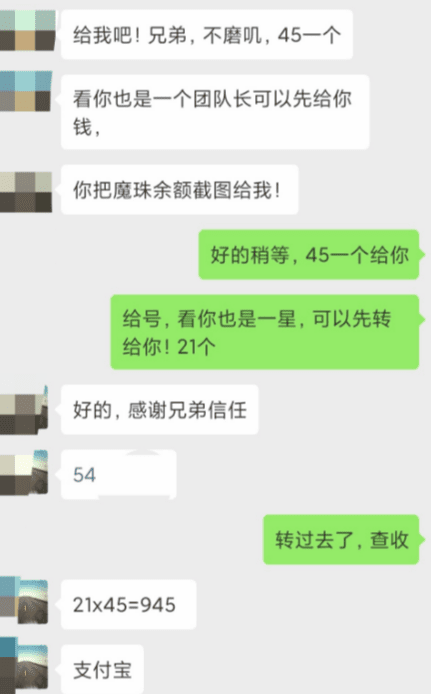 给我吧！兄弟，不磨叽，45一个
看你也是一个团队长可以先给你
钱，
你把魔珠余额截图给我！
好的稍等，45一个给你
给号，看你也是一星，可以先转
给你！21个
好的，感谢兄弟信任
54
转过去了，查收
21x45=945
支付宝